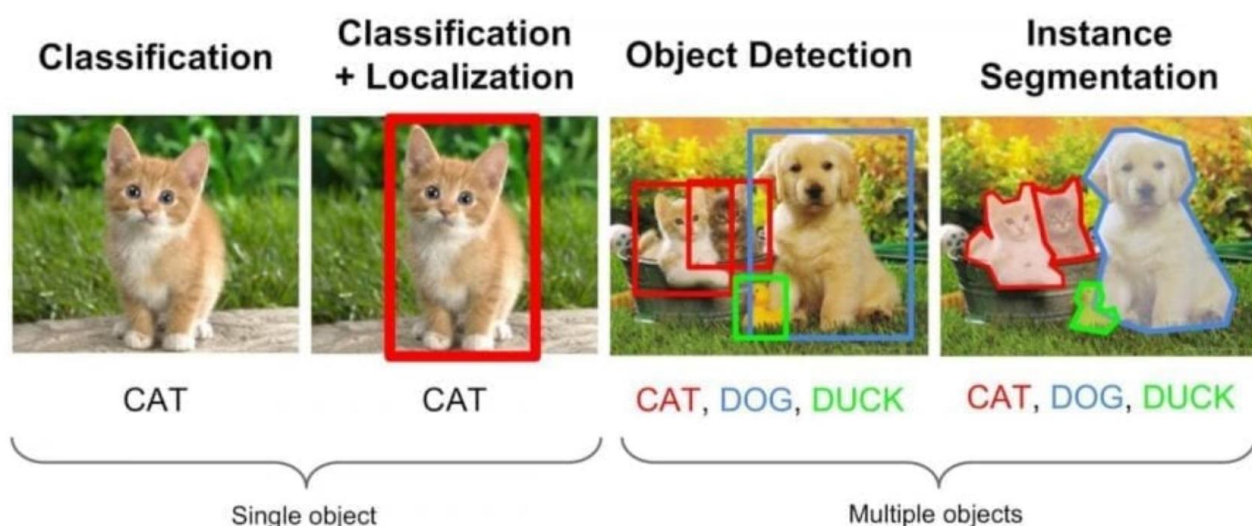 Classification
Classification
+ Localization
Object Detection
Instance
Segmentation
CAT
CAT
CAT, DOG, DUCK
CAT, DOG, DUCK
Single object
Multiple objects